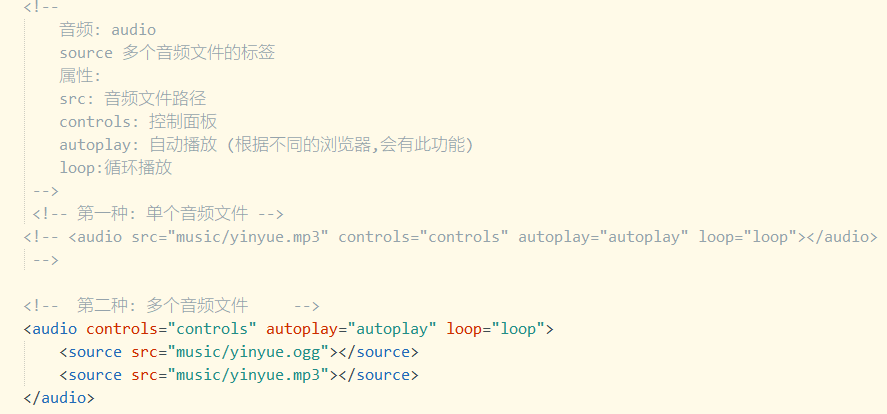 <!--
音频: audio
source 多个音频文件的标签
属性:
src: 音频文件路径
controls: 控制面板
autoplay: 自动播放 (根据不同的浏览器,会有此功能)
loop:循环播放
-->
<!-- 第一种: 单个音频文件 -->
<!-- <audio src="music/yinyue.mp3" controls="controls" autoplay="autoplay" loop="loop"></audio>
-->
<!-- 第二种: 多个音频文件 -->
<audio controls="controls" autoplay="autoplay" loop="loop">
<source src="music/yinyue.ogg"></source>
<source src="music/yinyue.mp3"></source>
</audio>